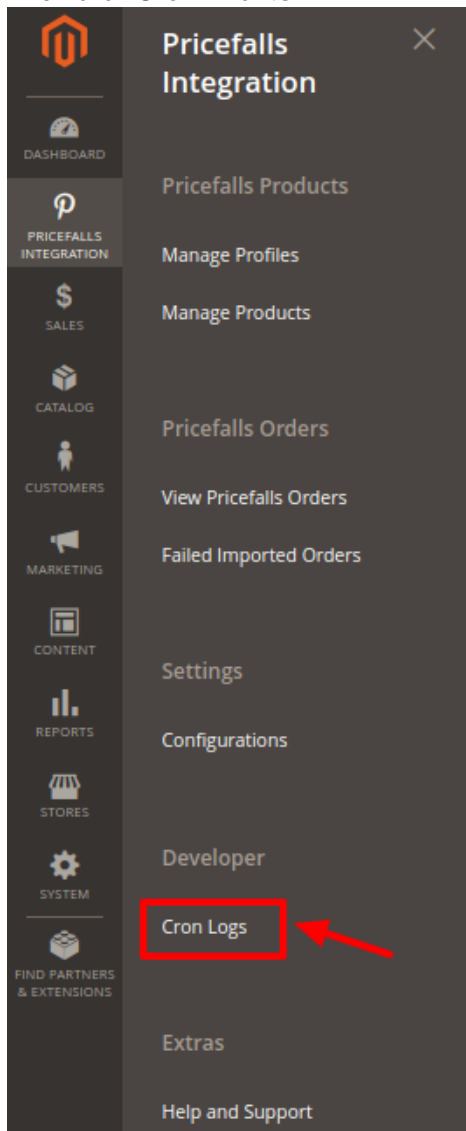 DASHBOARD
PRICEFALLS
INTEGRATION
SALES
CATALOG
CUSTOMERS
MARKETING
CONTENT
REPORTS
STORES
SYSTEM
FIND PARTNERS
& EXTENSIONS
Pricefalls
Integration
Pricefalls Products
Manage Profiles
Manage Products
Pricefalls Orders
View Pricefalls Orders
Failed Imported Orders
Settings
Configurations
Developer
Cron Logs
Extras
Help and Support